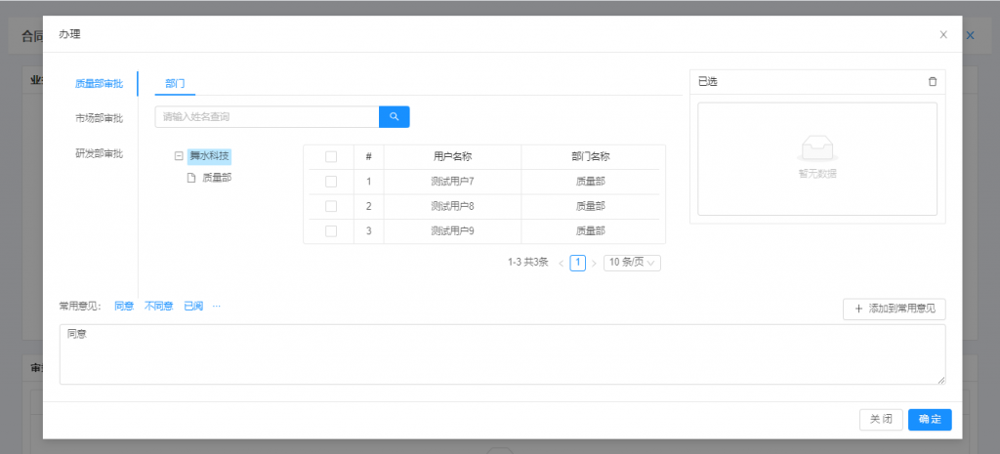 合同
办理
业
质量部审批
市场部审批
研发部审批
部门
请输入姓名查询
舞水科技
质量部
# 用户名称 部门名称
1 测试用户7 质量部
2 测试用户8 质量部
3 测试用户9 质量部
1-3 共3条 1 10 条/页
已选
暂无数据
常用意见: 同意 不同意 已阅 ···
添加到常用意见
同意
审
关 闭 确 定